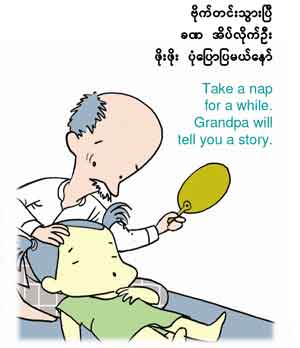 ဗိုက်တင်းသွားပြီ
ခဏ အိပ်လိုက်ဦး
ဖိုးဖိုး ပုံပြောပြမယ်နော်
Take a nap
for a while.
Grandpa will
tell you a story.